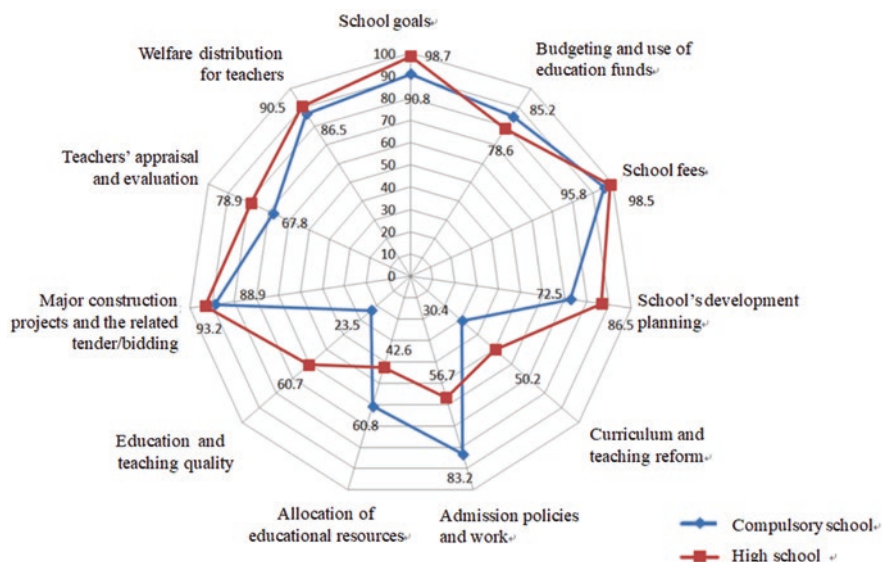 School goals
Welfare distribution
for teachers
Budgeting and use of
education funds
100
98.7
90
90.5
90.8
85.2
80
86.5
78.6
70
Teachers' appraisal
and evaluation
60
School fees
50
95.8
78.9
98.5
40
67.8
30
20
10
0
Major construction
projects and the related
tender/bidding
88.9
72.5
School's development
planning
93.2
23.5
30.4
86.5
42.6
56.7
50.2
60.7
60.8
Education and
teaching quality
Curriculum and
teaching reform
83.2
Allocation of
educational resources
Admission policies
and work
Compulsory school
High school